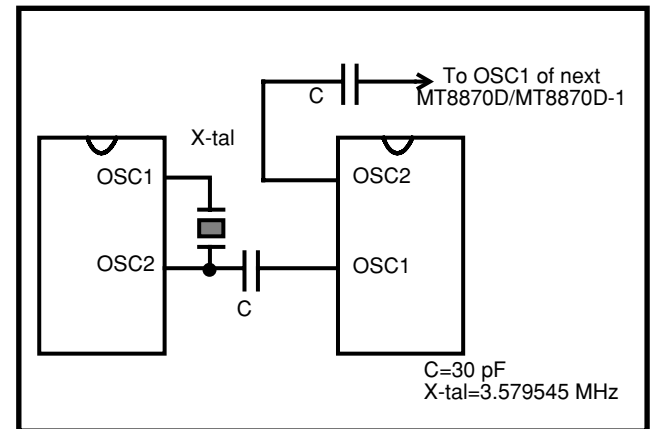 C
To OSC1 of next
MT8870D/MT8870D-1
X-tal
OSC1
OSC2
OSC2
OSC1
C
C=30 pF
X-tal=3.579545 MHz